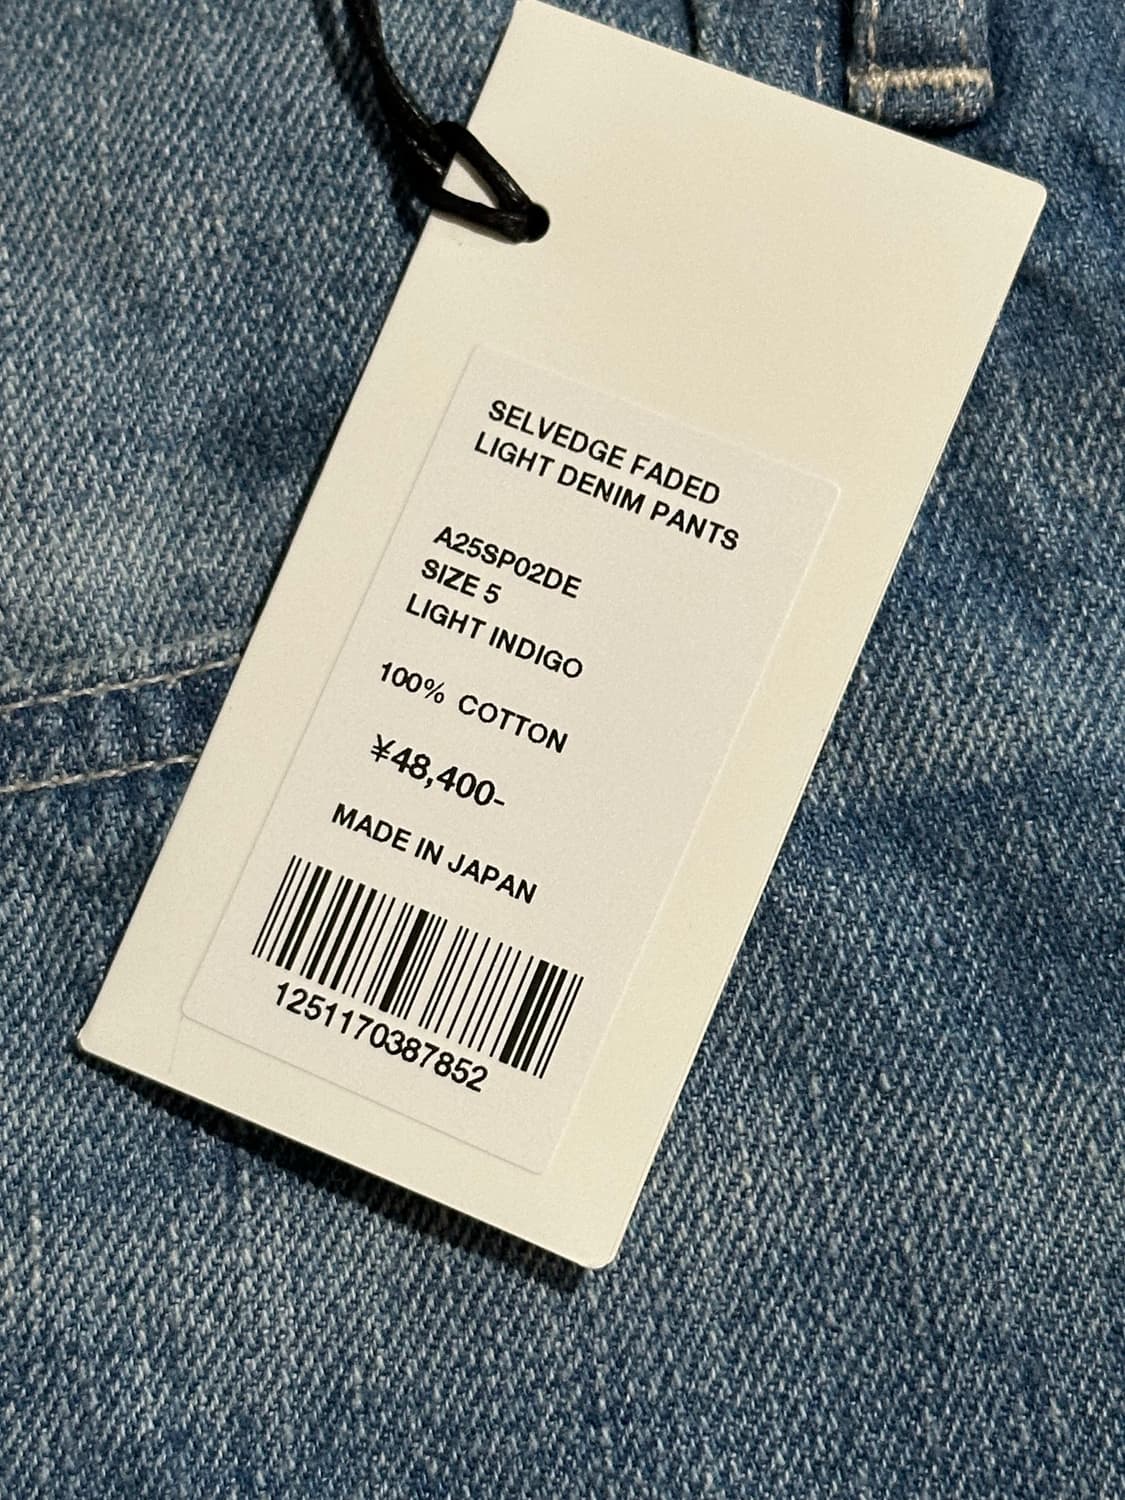 SELVEDGE FADED
LIGHT DENIM PANTS
A25SP02DE
SIZE 5
LIGHT INDIGO
100% COTTON
¥48,400-
MADE IN JAPAN
1251170387852